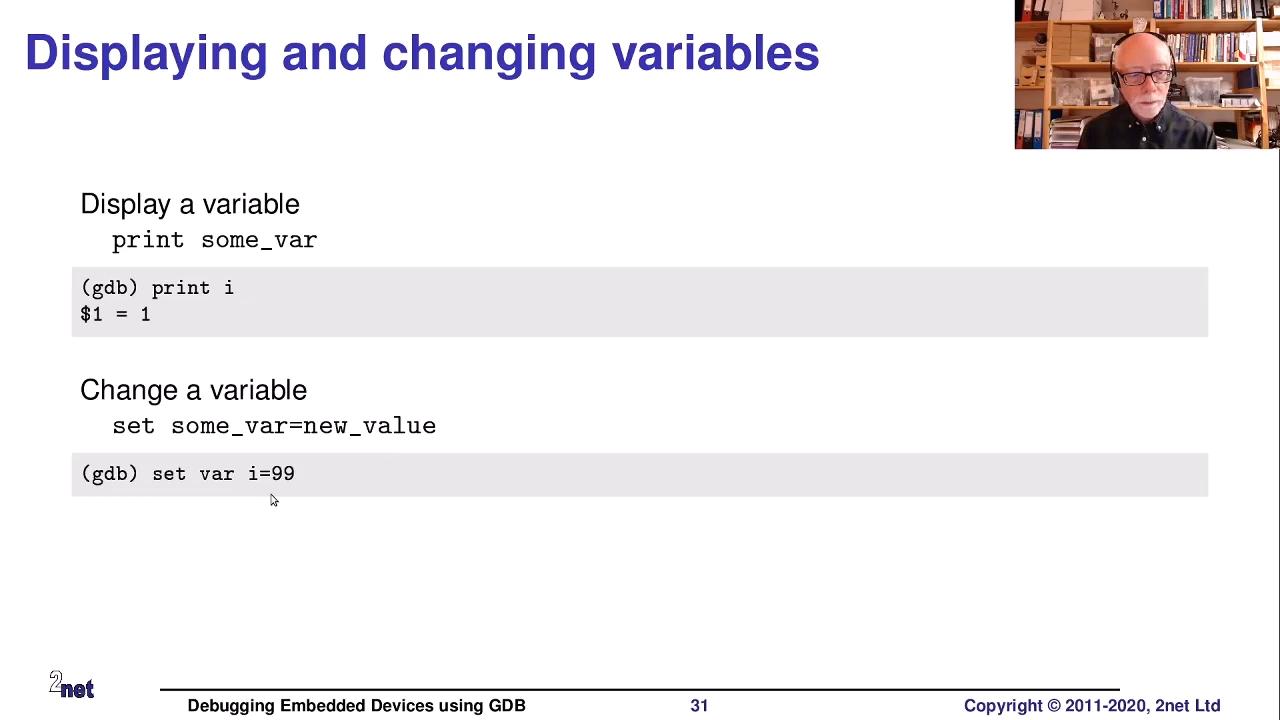 Displaying and changing variables
Display a variable
print some_var
(gdb) print i
$1 = 1
Change a variable
set some_var=new_value
(gdb) set var i=99
2net
Debugging Embedded Devices using GDB
31
Copyright © 2011-2020, 2net Ltd